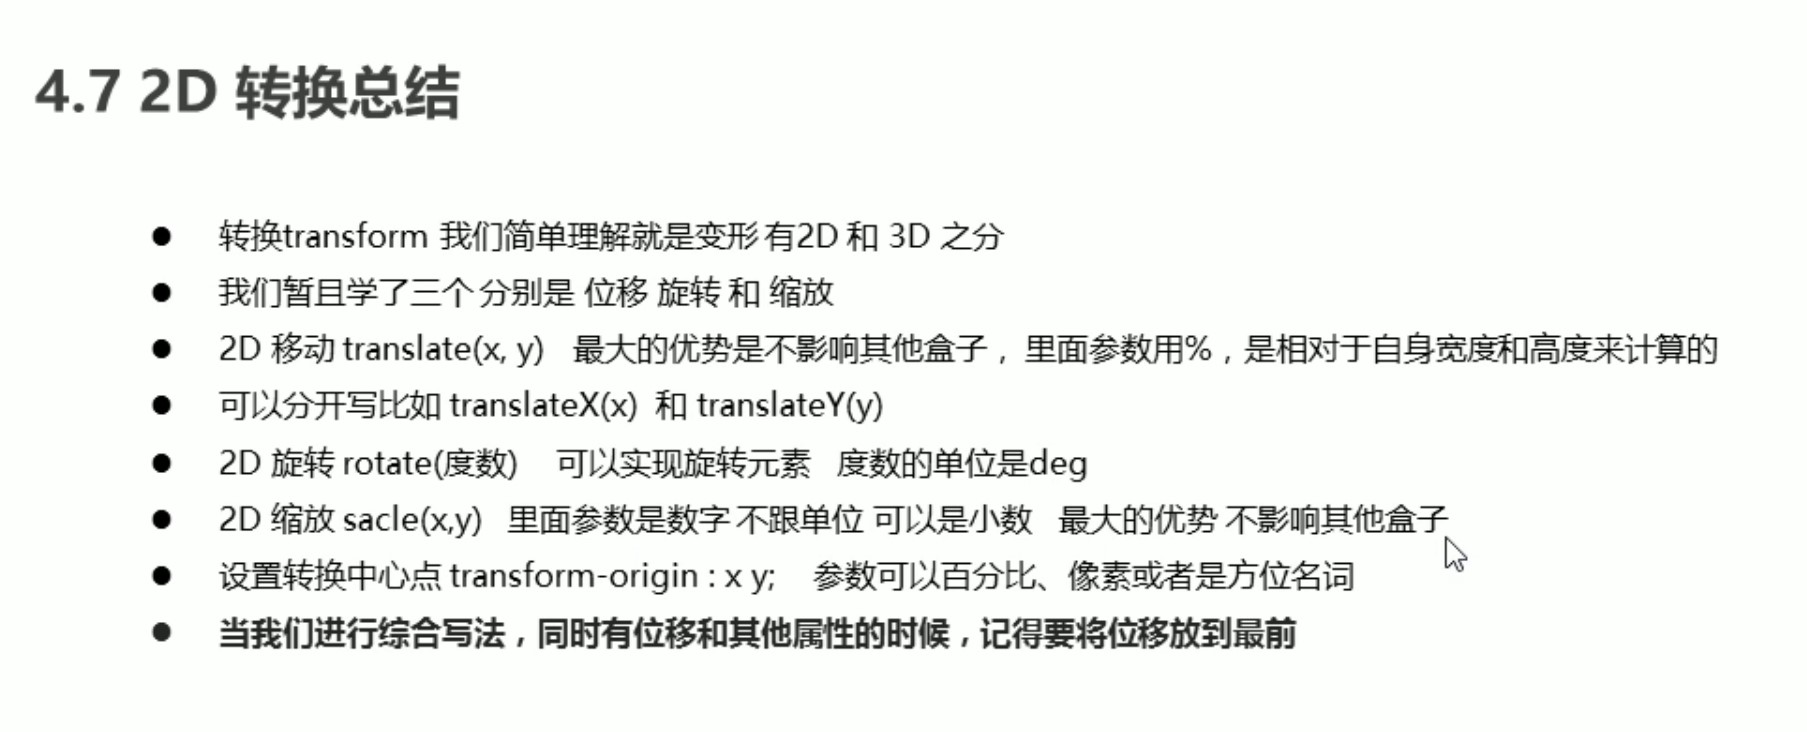 4.7 2D 转换总结
● 转换transform 我们简单理解就是变形 有2D 和 3D 之分
● 我们暂且学了三个 分别是 位移 旋转 和 缩放
● 2D 移动 translate(x, y) 最大的优势是不影响其他盒子，里面参数用%，是相对于自身宽度和高度来计算的
● 可以分开写比如 translateX(x) 和 translateY(y)
● 2D 旋转 rotate(度数) 可以实现旋转元素 度数的单位是deg
● 2D 缩放 sacle(x,y) 里面参数是数字 不跟单位 可以是小数 最大的优势 不影响其他盒子
● 设置转换中心点 transform-origin : x y; 参数可以百分比、像素或者是方位名词
● 当我们进行综合写法，同时有位移和其他属性的时候，记得要将位移放到最前